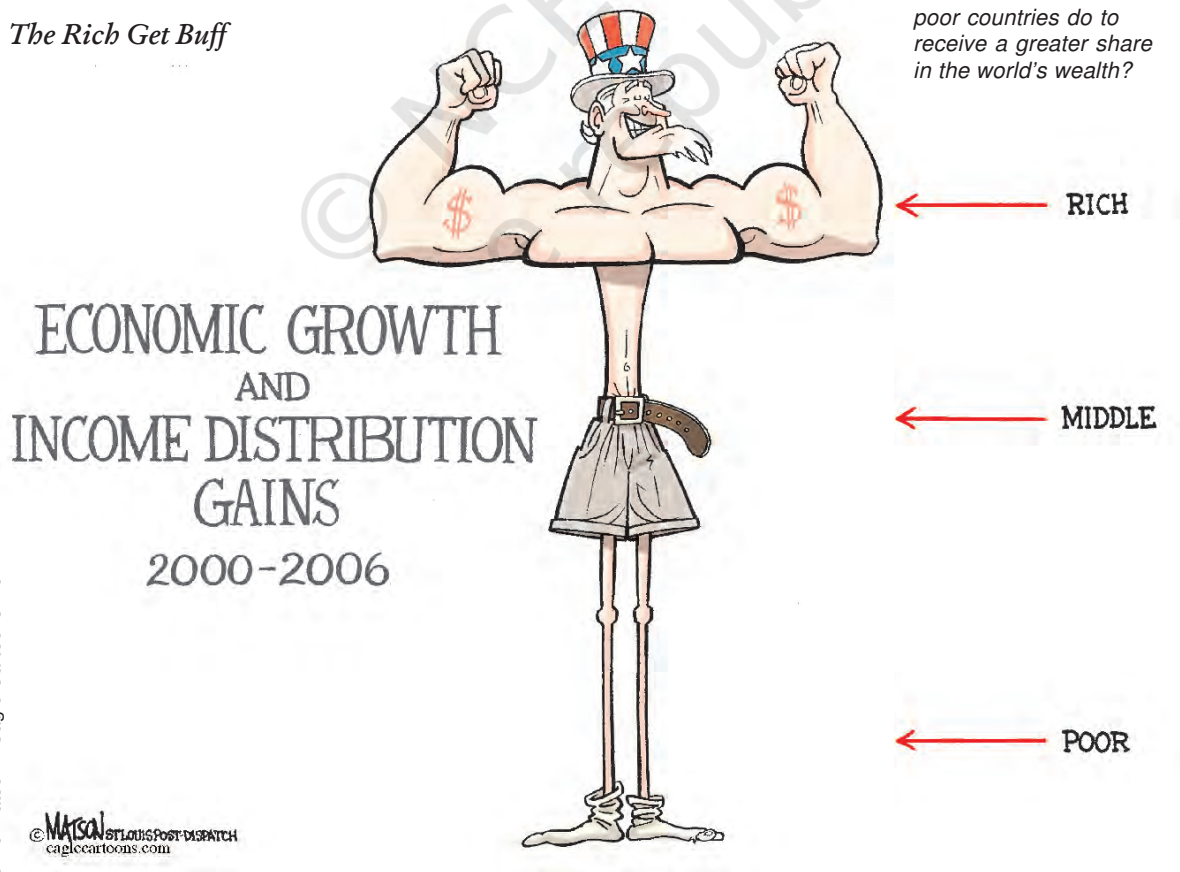 The Rich Get Buff
poor countries do to
receive a greater share
in the world's wealth?
$
$
RICH
ECONOMIC GROWTH
AND
INCOME DISTRIBUTION
GAINS
2000-2006
MIDDLE
POOR
© MATSON ST. LOUIS POST-DISPATCH
caglecartoons.com